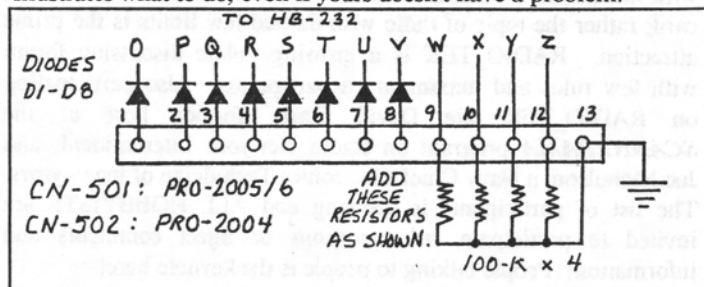 TO HB-232
O P Q R S T U V W X Y Z
DIODES
D1-D8
1 2 3 4 5 6 7 8 9 10 11 12 13
CN-501: PRO-2005/6
CN-502: PRO-2004
ADD
THESE
RESISTORS
AS SHOWN:
100-K x 4